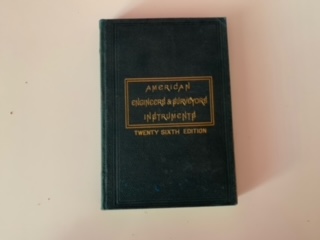 AMERICAN
ENGINEERS & SURVEYORS
INSTRUMENTS
TWENTY SIXTH EDITION